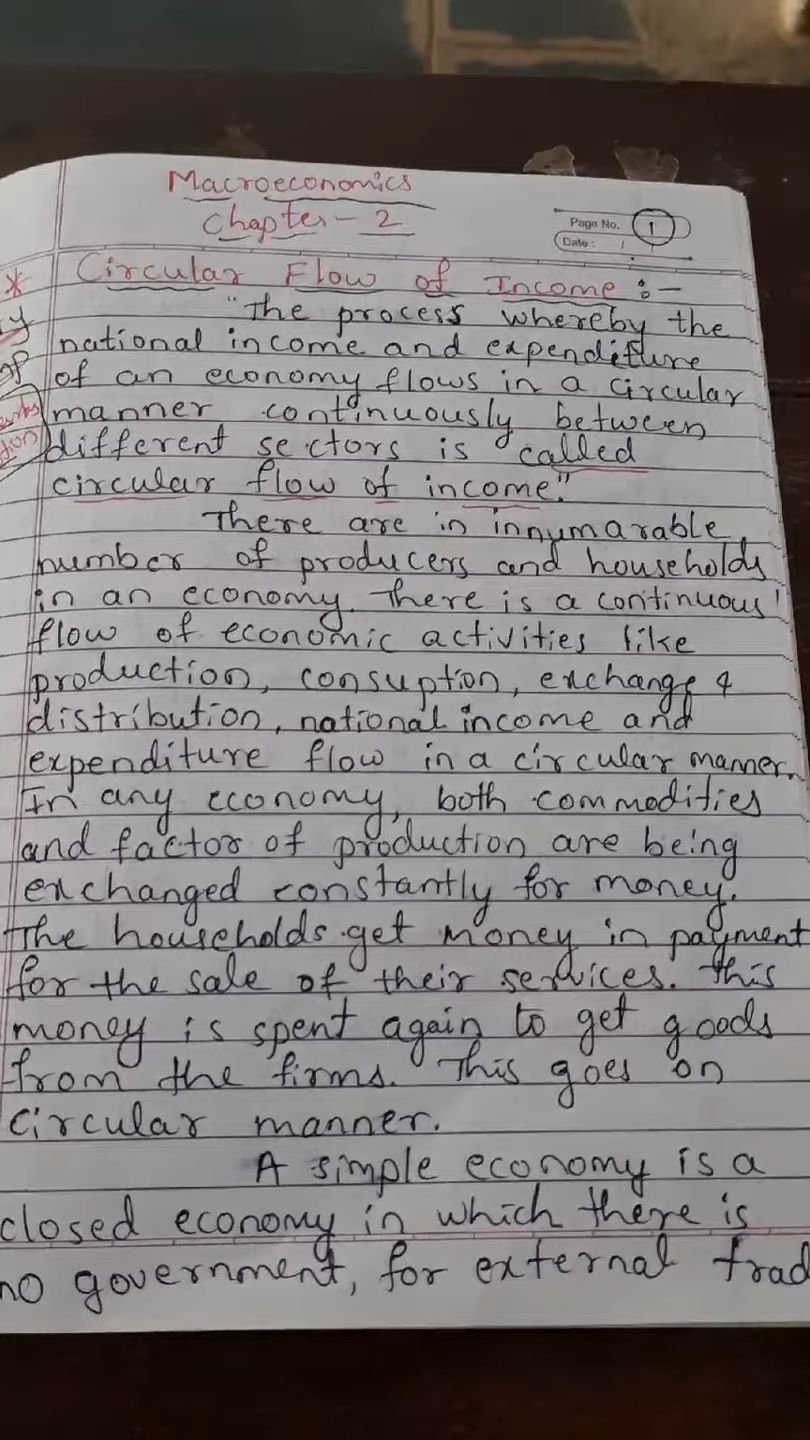 Macroeconomics
Chapter - 2
Page No. 1
Date : / /
* Circular Flow of Income :-
"The process whereby the
national income and expenditure
of an economy flows in a circular
manner continuously between
different sectors is called
circular flow of income."
There are in innumarable
number of producers and households
in an economy. There is a continuous
flow of economic activities like
production, consuption, exchange &
distribution, national income and
expenditure flow in a circular manner.
In any economy, both commodities
and factor of production are being
exchanged constantly for money.
The households get money in payment
for the sale of their services. This
money is spent again to get goods
from the firms. This goes on
circular manner.
A simple economy is a
closed economy in which there is
no government, for external trad